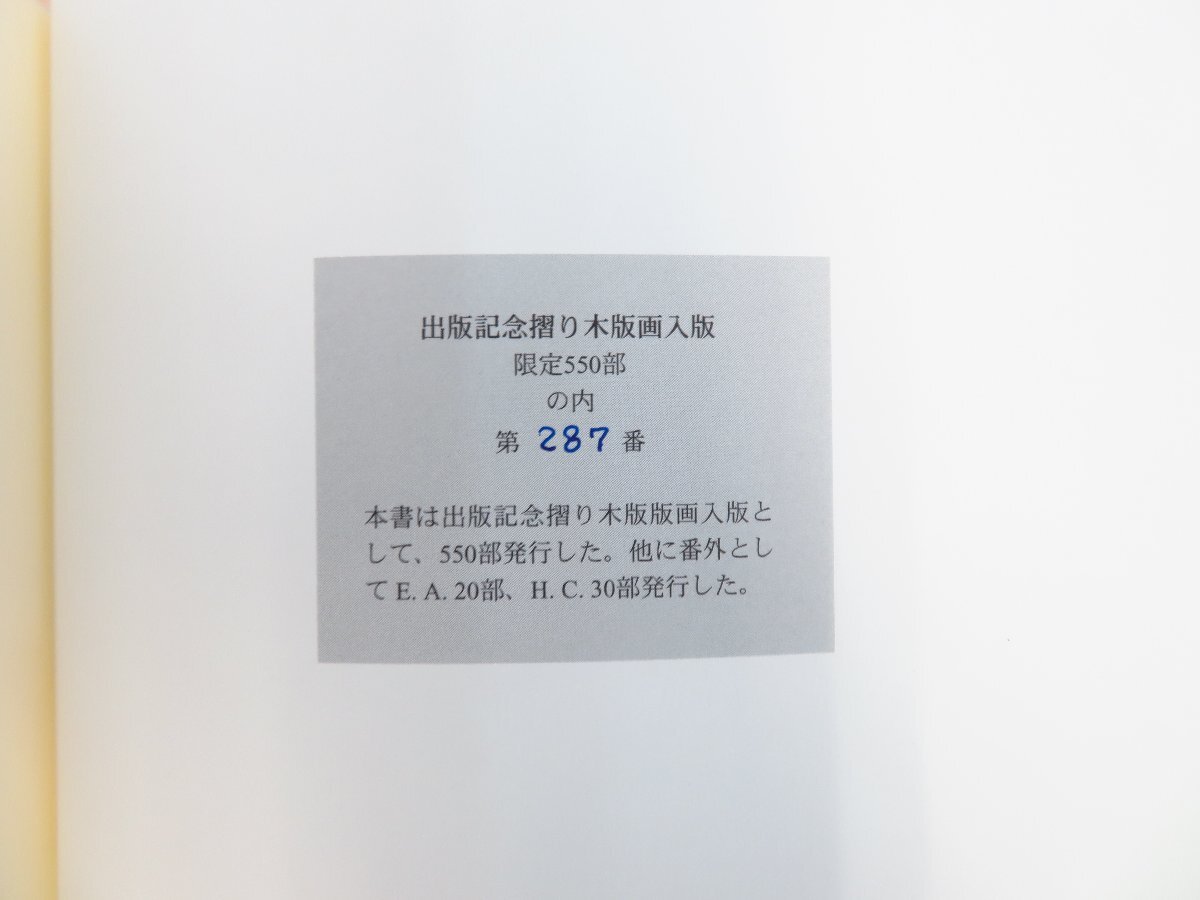 出版記念摺り木版画入版
限定550部
の内
第 287 番
本書は出版記念摺り木版版画入版と
して、550部発行した。他に番外とし
て E. A. 20部、H. C. 30部発行した。